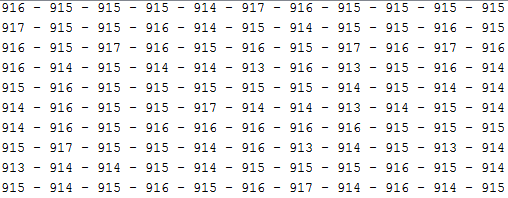 916 - 915 - 915 - 915 - 914 - 917 - 916 - 915 - 915 - 915 - 915
917 - 915 - 915 - 916 - 914 - 915 - 914 - 915 - 915 - 916 - 915
916 - 915 - 917 - 916 - 915 - 916 - 915 - 917 - 916 - 917 - 916
916 - 914 - 915 - 914 - 914 - 913 - 916 - 913 - 915 - 916 - 914
915 - 916 - 915 - 915 - 915 - 915 - 915 - 914 - 915 - 914 - 914
914 - 916 - 915 - 915 - 917 - 914 - 914 - 913 - 914 - 915 - 914
914 - 916 - 915 - 916 - 916 - 916 - 916 - 916 - 915 - 915 - 915
915 - 917 - 915 - 915 - 914 - 916 - 913 - 914 - 915 - 913 - 914
913 - 914 - 914 - 915 - 914 - 915 - 915 - 915 - 915 - 914 - 914
915 - 914 - 915 - 916 - 915 - 916 - 917 - 914 - 916 - 914 - 915